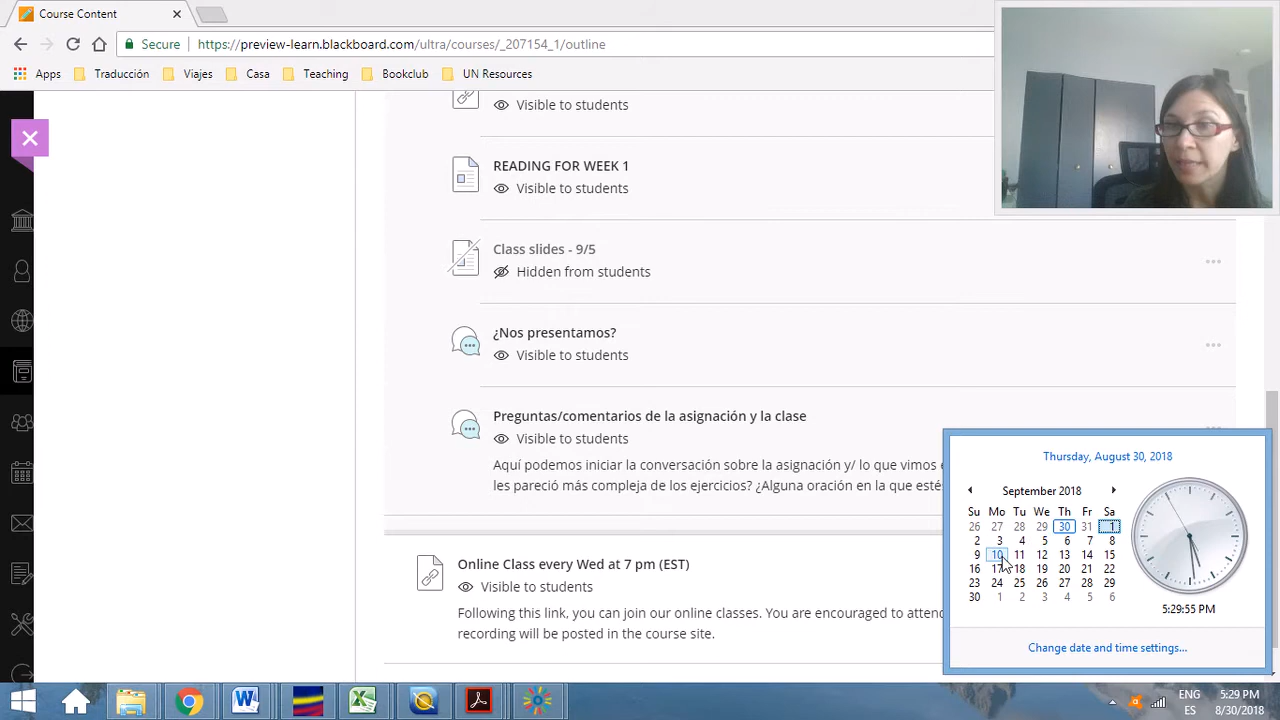 Course Content
Secure https://preview-learn.blackboard.com/ultra/courses/_207154_1/outline
Apps Traducción Viajes Casa Teaching Bookclub UN Resources
Visible to students
READING FOR WEEK 1
Visible to students
Class slides - 9/5
Hidden from students
¿Nos presentamos?
Visible to students
Preguntas/comentarios de la asignación y la clase
Visible to students
Aquí podemos iniciar la conversación sobre la asignación y/ lo que vimos e
les pareció más compleja de los ejercicios? ¿Alguna oración en la que esté
Online Class every Wed at 7 pm (EST)
Visible to students
Following this link, you can join our online classes. You are encouraged to atten
recording will be posted in the course site.
Thursday, August 30, 2018
September 2018
Su Mo Tu We Th Fr Sa
26 27 28 29 30 31 1
2 3 4 5 6 7 8
9 10 11 12 13 14 15
16 17 18 19 20 21 22
23 24 25 26 27 28 29
30 1 2 3 4 5 6
5:29:55 PM
Change date and time settings...
ENG
ES
5:29 PM
8/30/2018